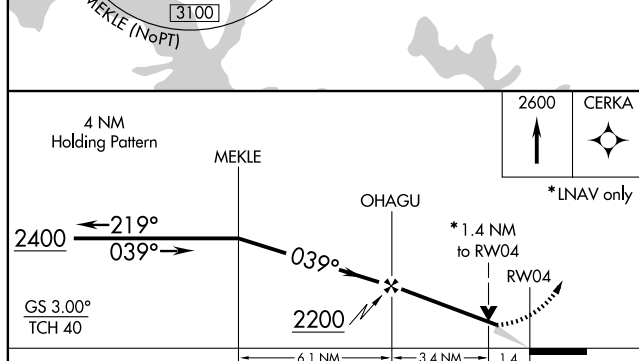 3100
MEKLE (NoPT)
2600
CERKA
4 NM
Holding Pattern
MEKLE
*LNAV only
OHAGU
219°
2400
039°
039°
*1.4 NM
to RW04
RW04
GS 3.00°
TCH 40
2200
6.1 NM
3.4 NM
1.4